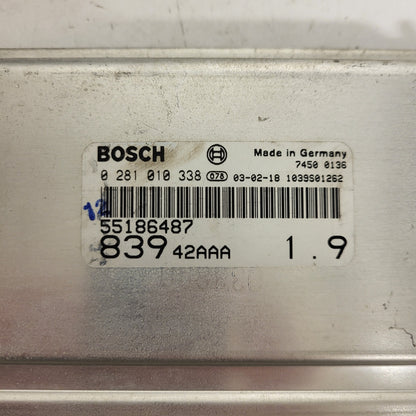 BOSCH Made in Germany
7450 0136
0 281 010 338 078 03-02-18 1039S01262
12
55186487
839 42AAA 1.9